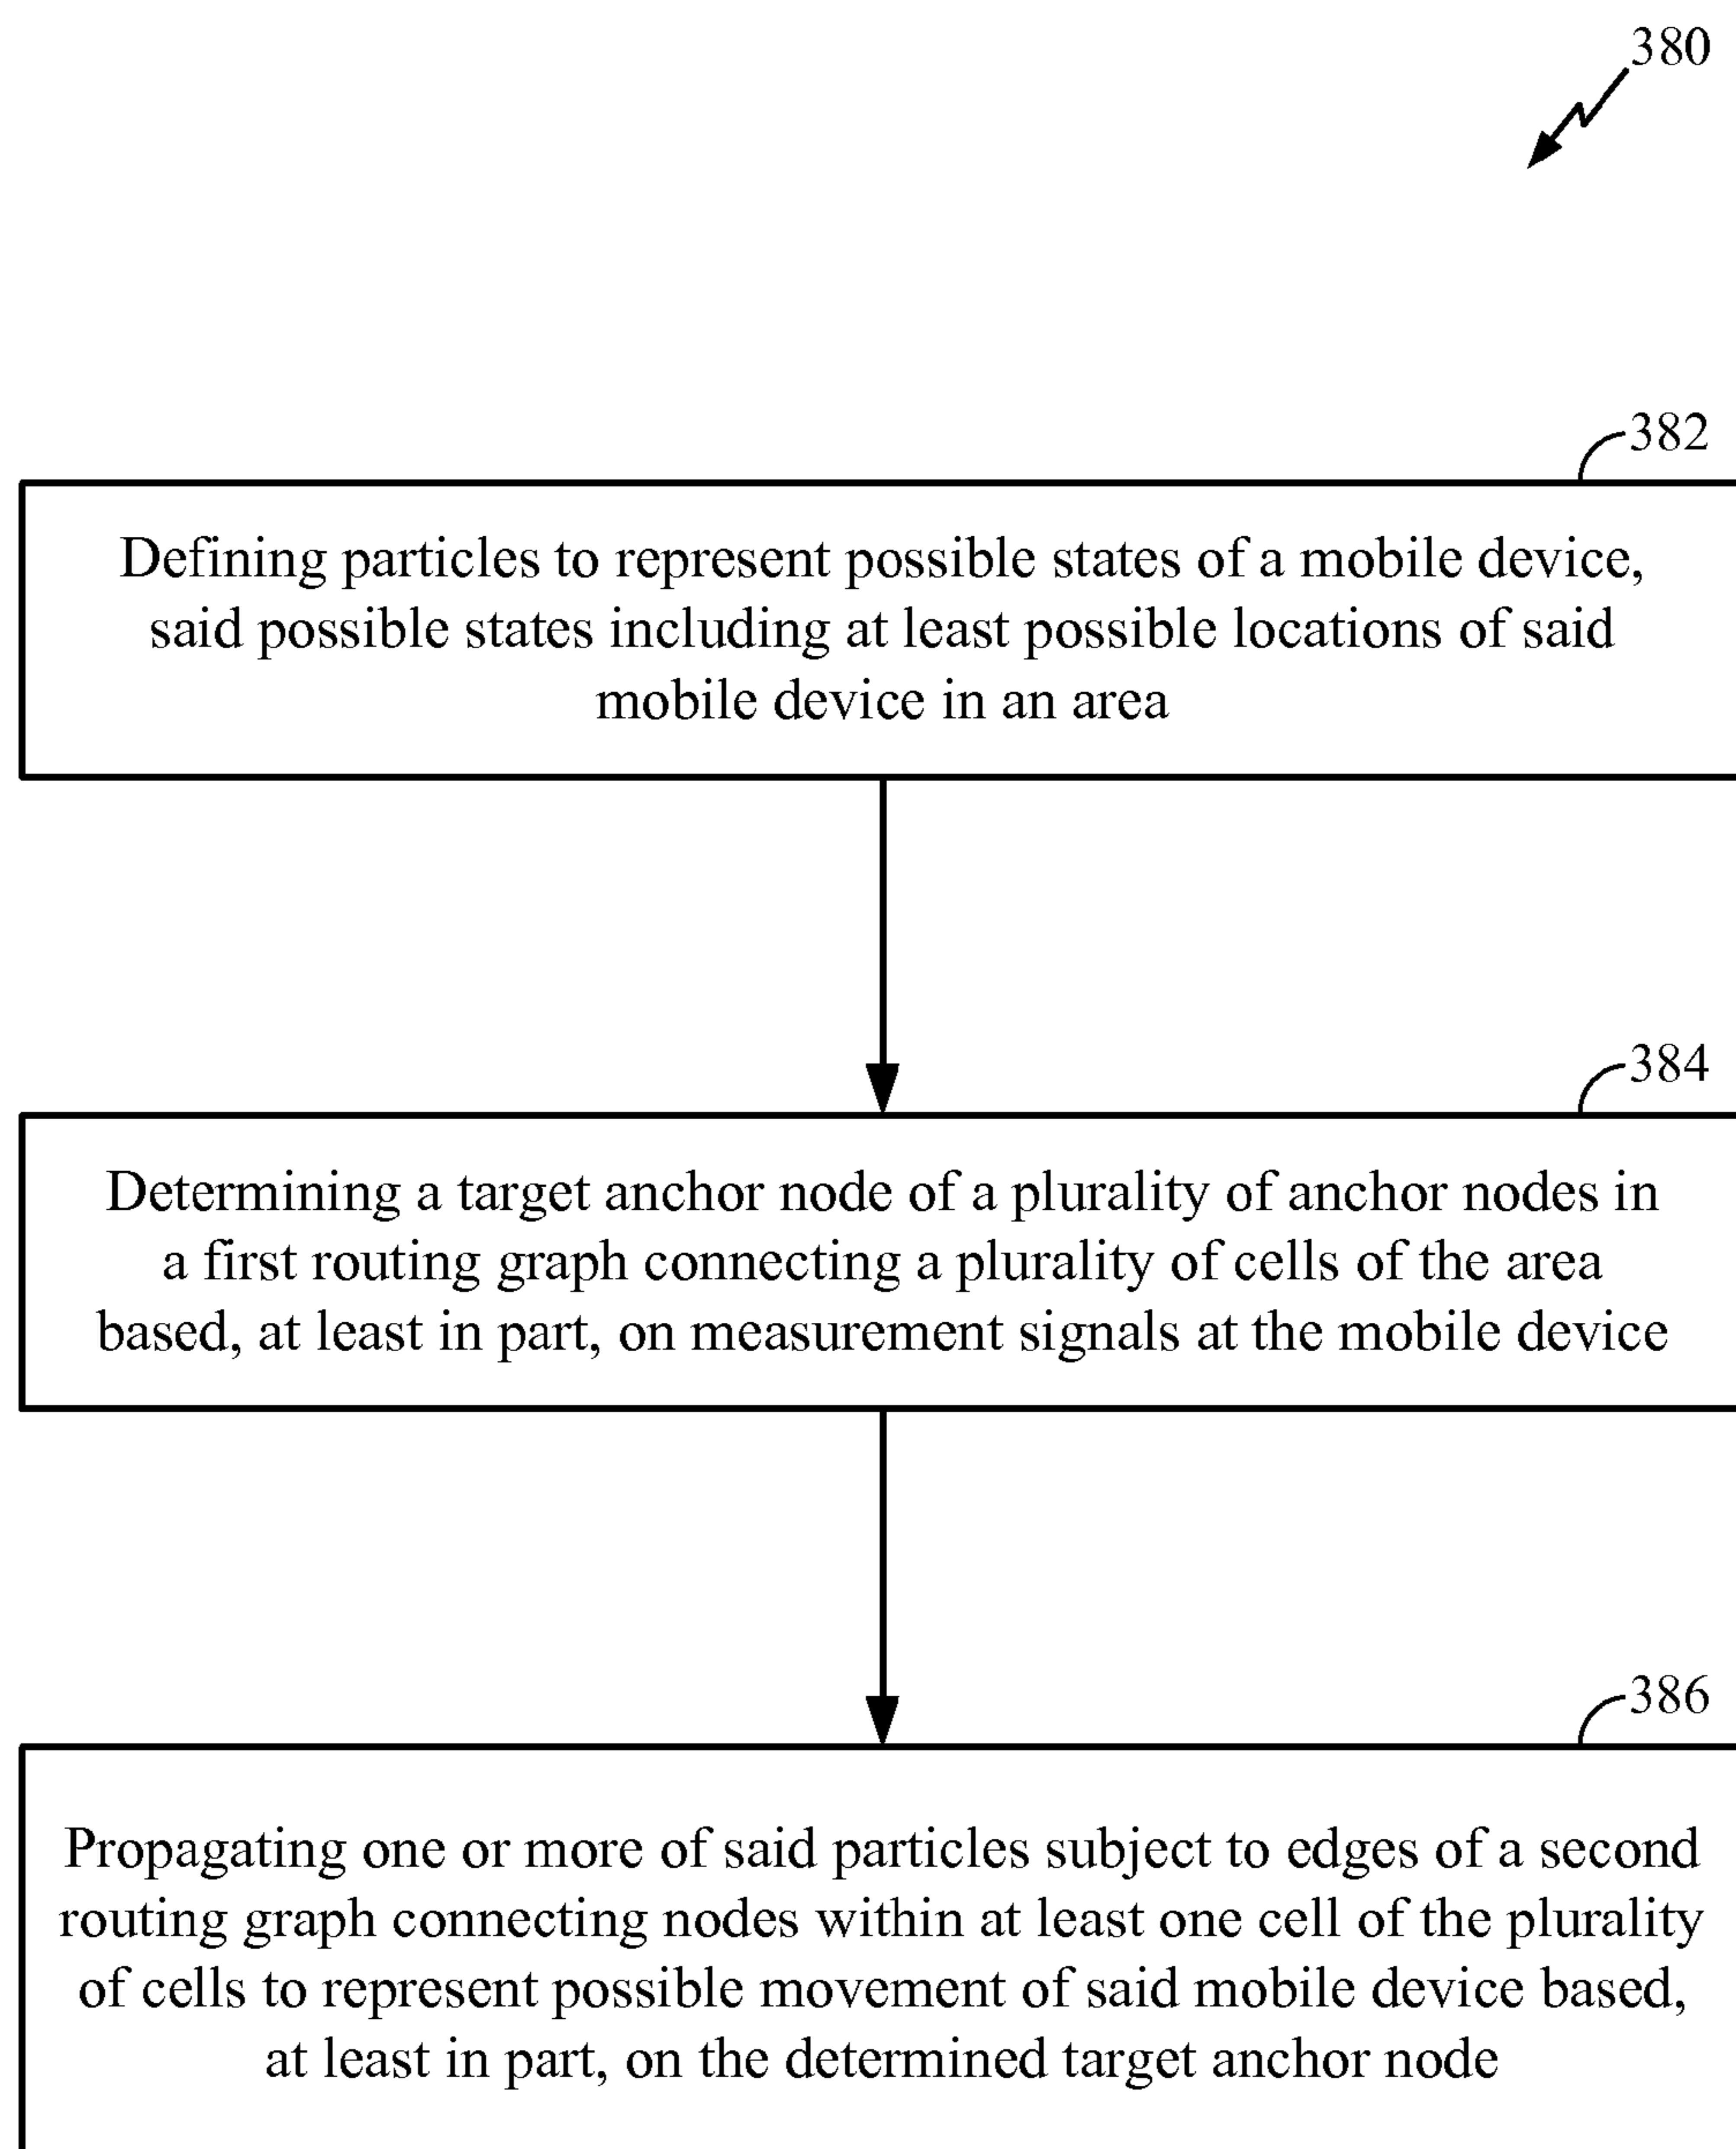 380
382
Defining particles to represent possible states of a mobile device,
said possible states including at least possible locations of said
mobile device in an area
384
Determining a target anchor node of a plurality of anchor nodes in
a first routing graph connecting a plurality of cells of the area
based, at least in part, on measurement signals at the mobile device
386
Propagating one or more of said particles subject to edges of a second
routing graph connecting nodes within at least one cell of the plurality
of cells to represent possible movement of said mobile device based,
at least in part, on the determined target anchor node